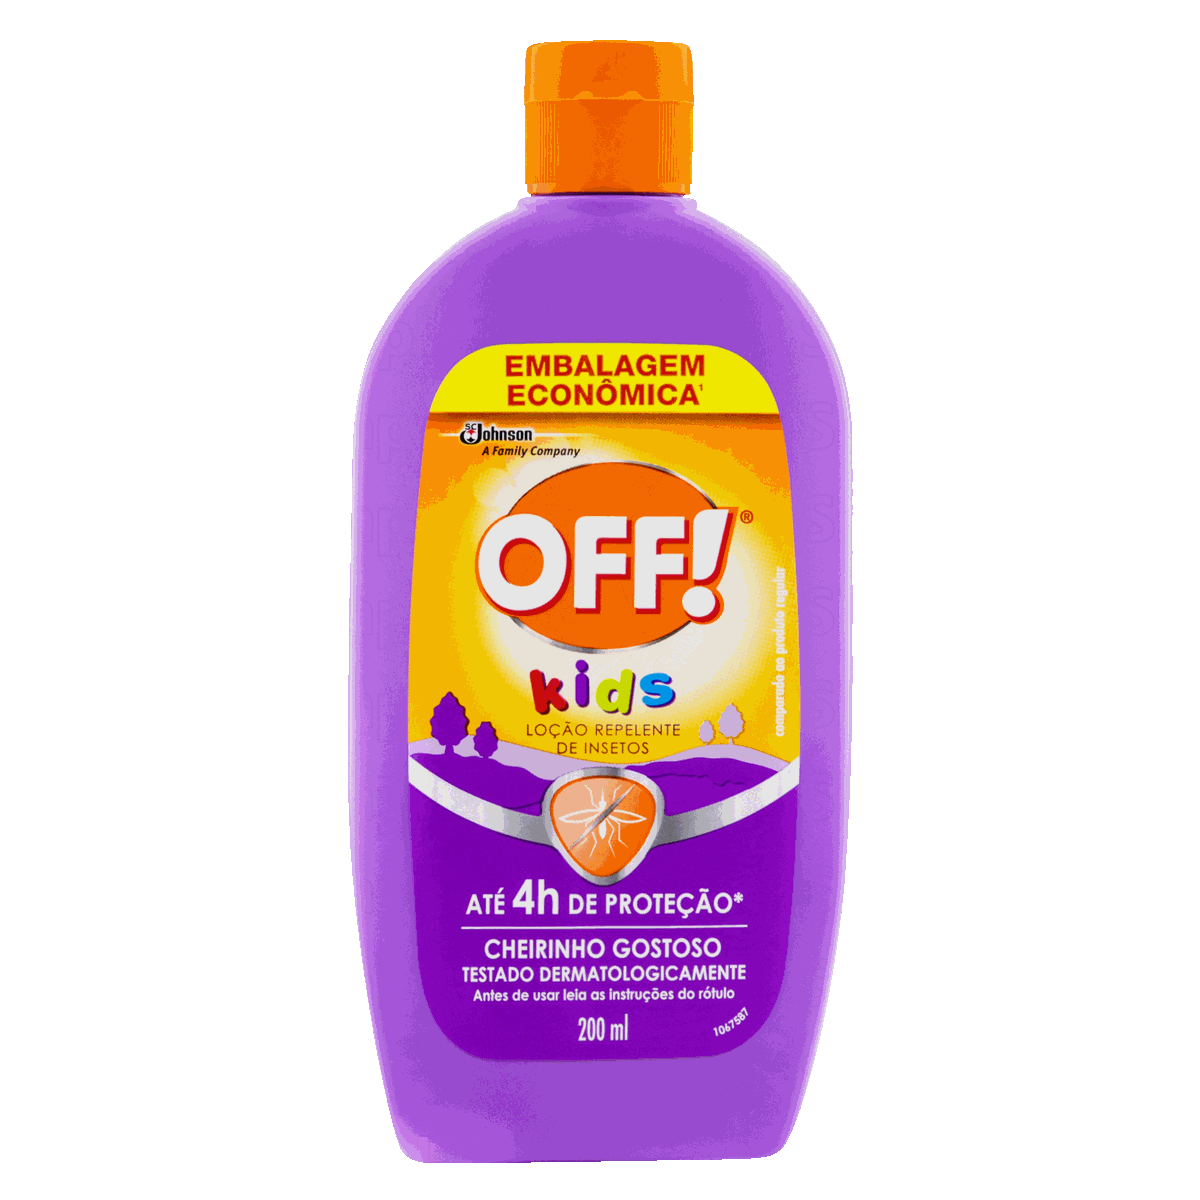 EMBALAGEM
ECONÔMICA¹
SC Johnson
A Family Company
OFF!®
kids
LOÇÃO REPELENTE
DE INSETOS
comparado ao produto regular
ATÉ 4h DE PROTEÇÃO*
CHEIRINHO GOSTOSO
TESTADO DERMATOLOGICAMENTE
Antes de usar leia as instruções do rótulo
200 ml
1067587